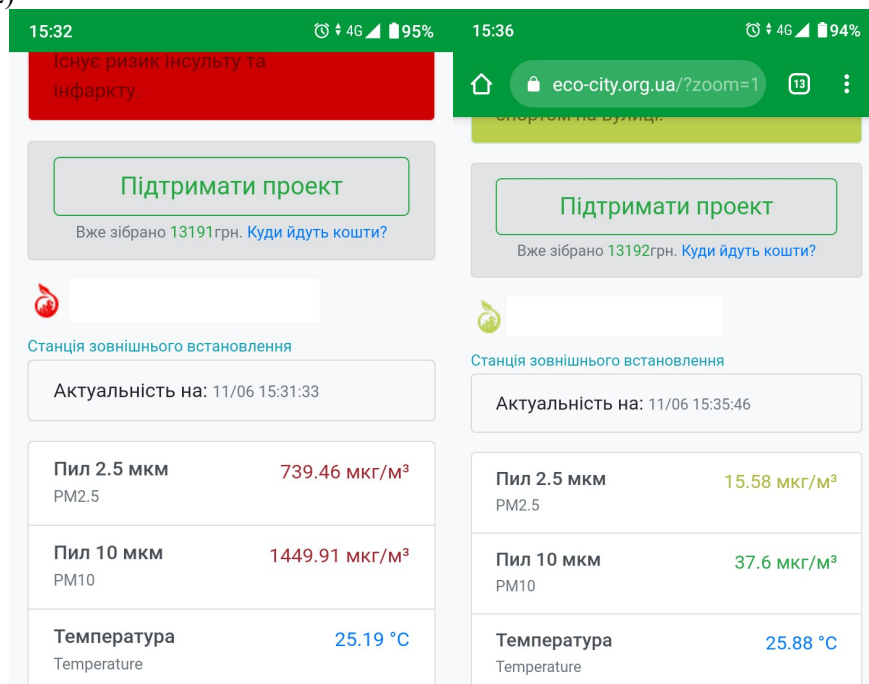 15:32
4G 95%
Існує ризик інсульту та
інфаркту.
Підтримати проект
Вже зібрано 13191грн. Куди йдуть кошти?
Станція зовнішнього встановлення
Актуальність на: 11/06 15:31:33
Пил 2.5 мкм
739.46 мкг/м³
PM2.5
Пил 10 мкм
1449.91 мкг/м³
PM10
Температура
25.19 °C
Temperature
15:36
4G 94%
eco-city.org.ua/?zoom=1
13
спортом на вулиці.
Підтримати проект
Вже зібрано 13192грн. Куди йдуть кошти?
Станція зовнішнього встановлення
Актуальність на: 11/06 15:35:46
Пил 2.5 мкм
15.58 мкг/м³
PM2.5
Пил 10 мкм
37.6 мкг/м³
PM10
Температура
25.88 °C
Temperature